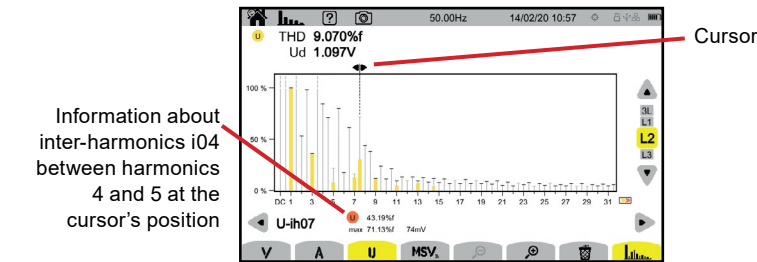 ?
50.00Hz
14/02/20 10:57
U
THD 9.070%f
Ud 1.097V
Cursor
100 %
50 %
0 %
DC 1 3 5 7 9 11 13 15 17 19 21 23 25 27 29 31
3L
L1
L2
L3
Information about
inter-harmonics i04
between harmonics
4 and 5 at the
cursor's position
U-ih07
U
43.19%f
max 71.13%f 74mV
V A U MSV